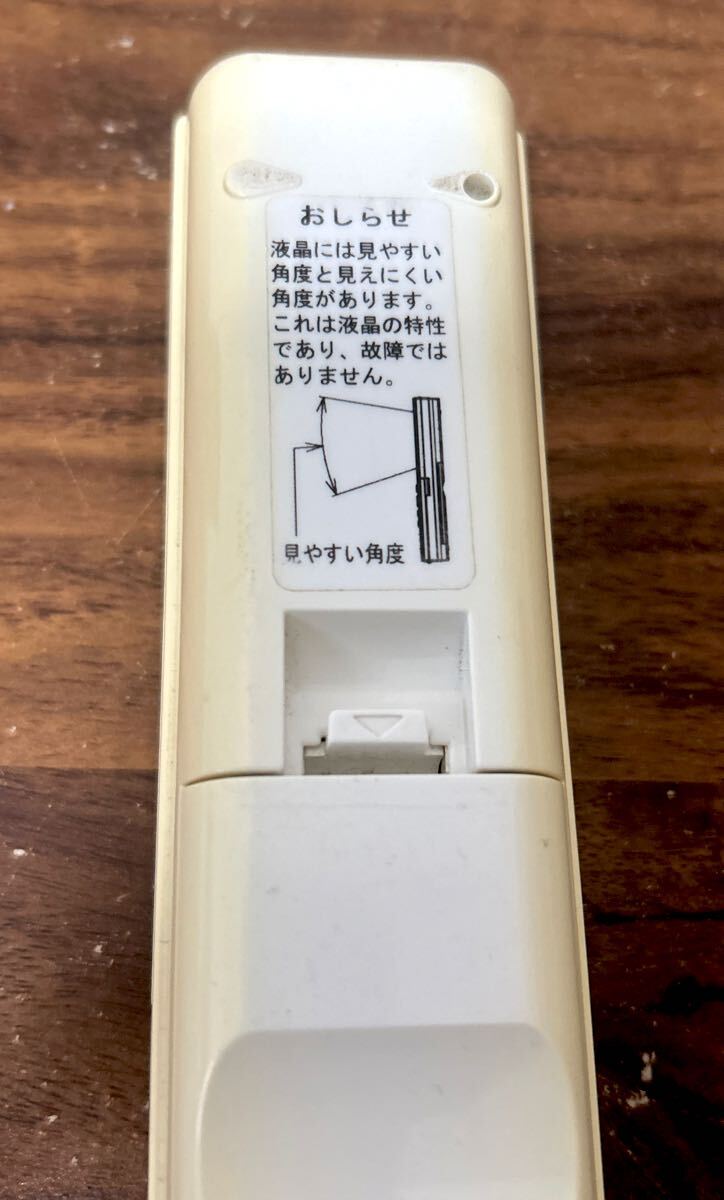 おしらせ
液晶には見やすい
角度と見えにくい
角度があります。
これは液晶の特性
であり、故障では
ありません。
見やすい角度